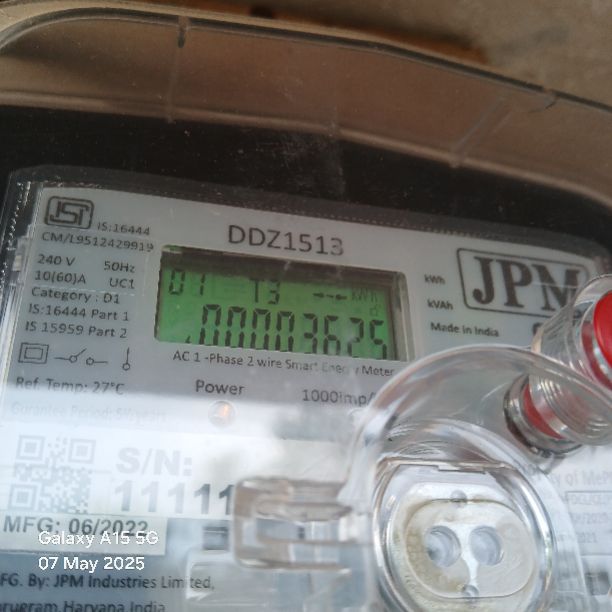 IS:16444
CM/L9512429919
DDZ1513
240 V 50Hz
10(60)A UC1
Category : D1
IS:16444 Part 1
IS 15959 Part 2
01 T3 kWh
.00003625
kWh
kVAh
JPM
Made in India
AC 1 -Phase 2 wire Smart Energy Meter
Ref. Temp: 27°C
Power
1000imp/
S/N:
11111
MFG: 06/2022
Galaxy A15 5G
07 May 2025
FG. By: JPM Industries Limited,
Haryana India